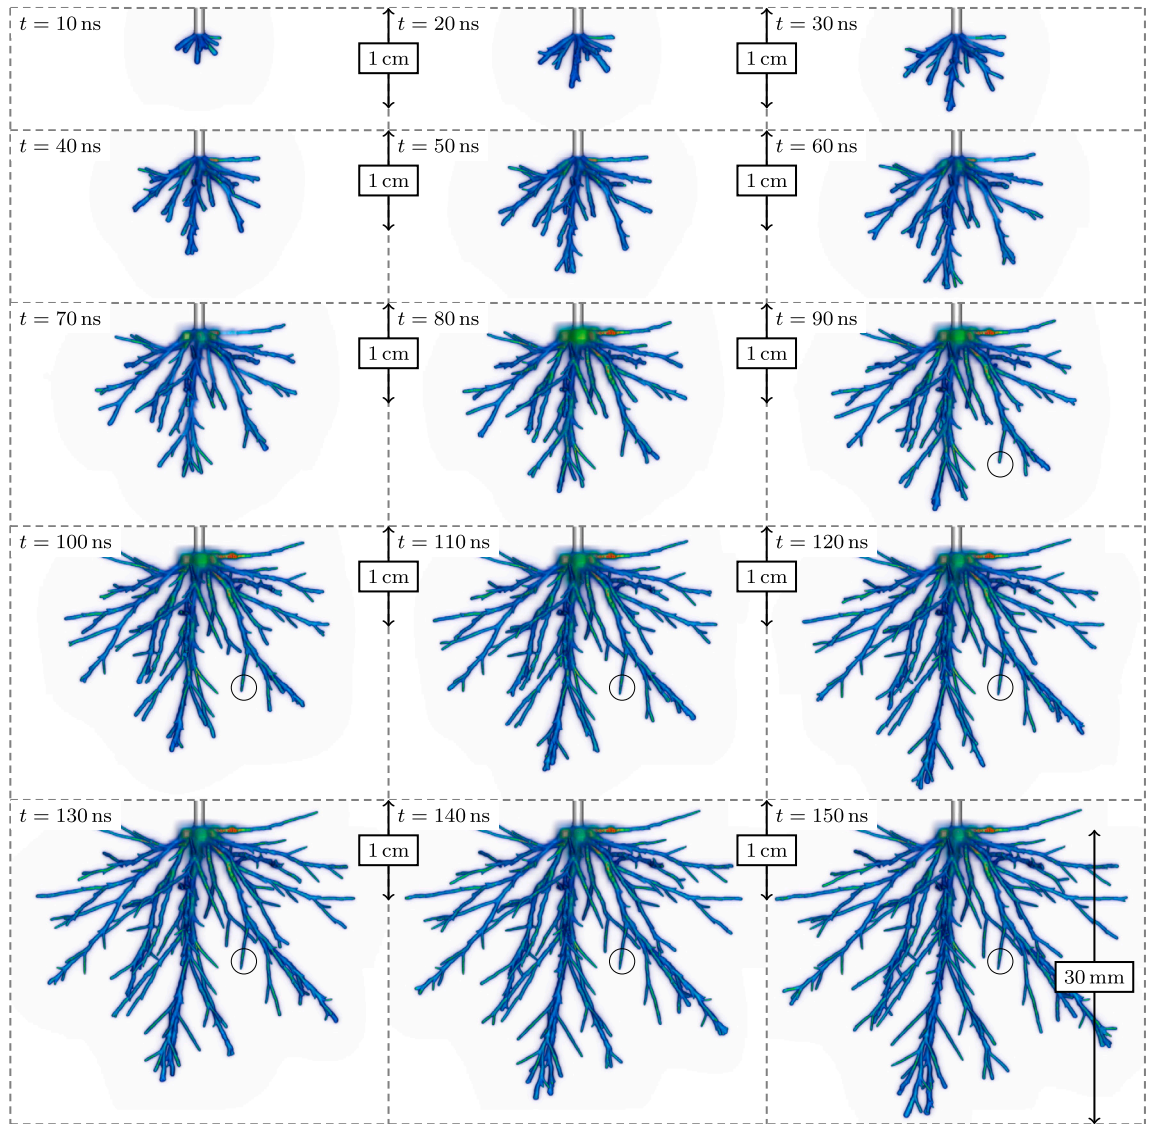 t = 10 ns
1 cm
t = 20 ns
1 cm
t = 30 ns
t = 40 ns
1 cm
t = 50 ns
1 cm
t = 60 ns
t = 70 ns
1 cm
t = 80 ns
1 cm
t = 90 ns
t = 100 ns
1 cm
t = 110 ns
1 cm
t = 120 ns
t = 130 ns
1 cm
t = 140 ns
1 cm
t = 150 ns
30 mm